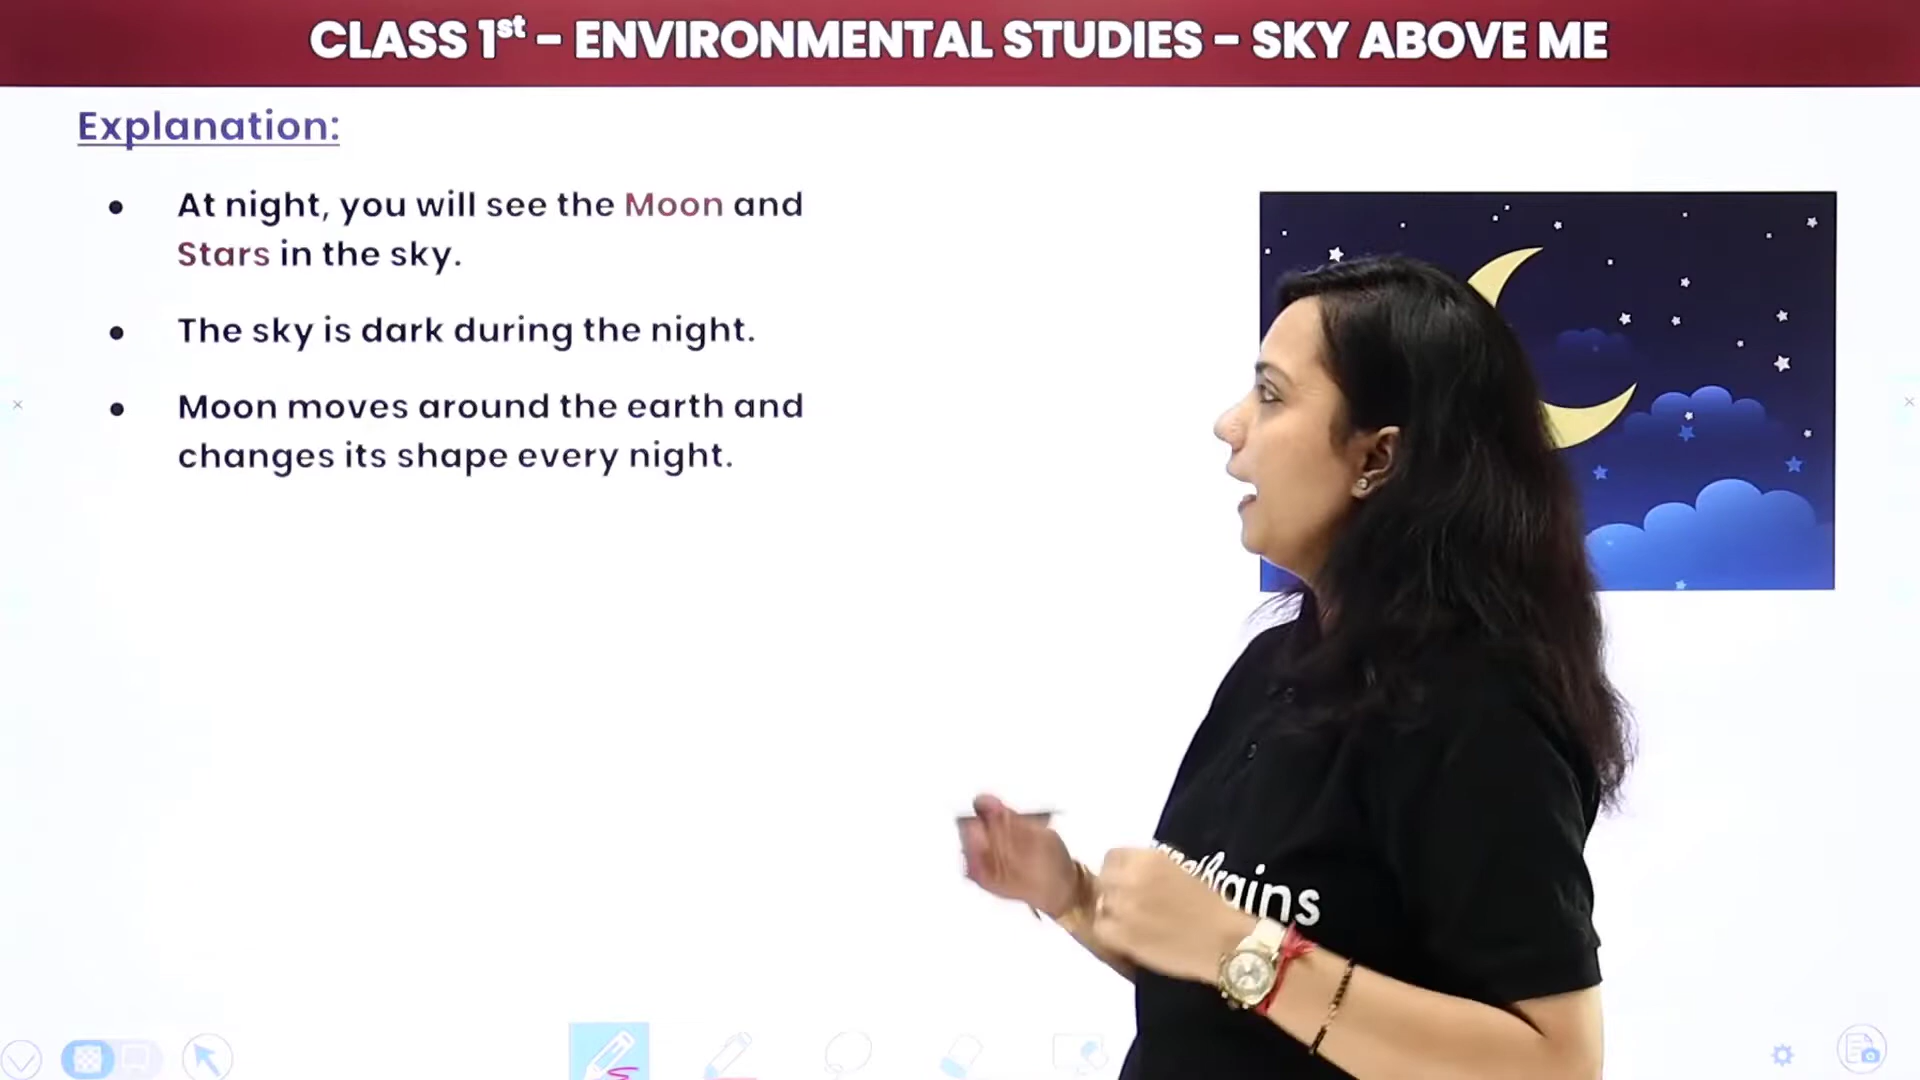 CLASS 1st – ENVIRONMENTAL STUDIES – SKY ABOVE ME
Explanation:
• At night, you will see the Moon and
Stars in the sky.
• The sky is dark during the night.
• Moon moves around the earth and
changes its shape every night.
Brains